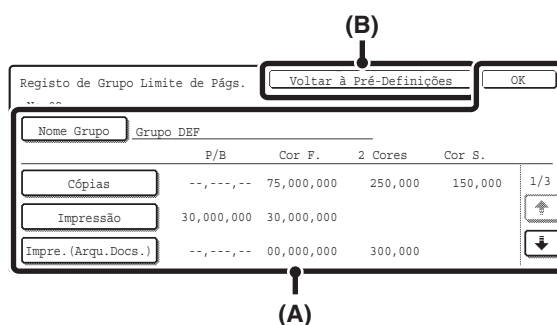 (B)
Registo de Grupo Limite de Págs. Voltar à Pré-Definições OK
Nome Grupo Grupo DEF
P/B Cor F. 2 Cores Cor S.
Cópias --,---,-- 75,000,000 250,000 150,000 1/3
Impressão 30,000,000 30,000,000
Impre.(Arqu.Docs.) --,---,-- 00,000,000 300,000
(A)